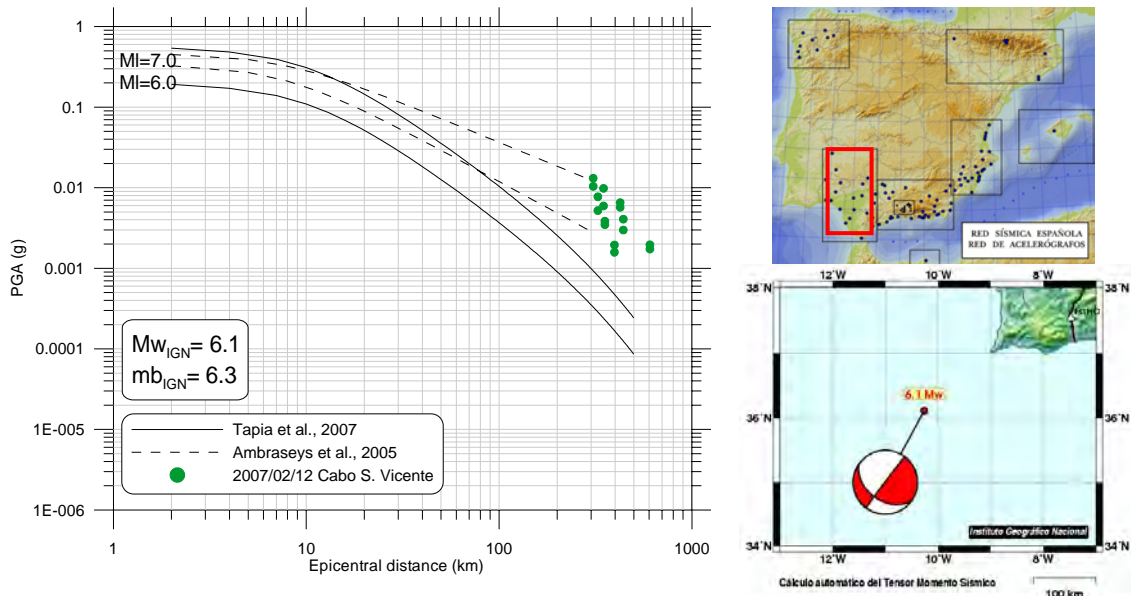 1
0.1
0.01
0.001
0.0001
1E-005
1E-006
PGA (g)
Ml=7.0
Ml=6.0
MwIGN= 6.1
mbIGN= 6.3
Tapia et al., 2007
Ambraseys et al., 2005
2007/02/12 Cabo S. Vicente
1
10
100
1000
Epicentral distance (km)
RED SÍSMICA ESPAÑOLA
RED DE ACELERÓGRAFOS
12°W
10°W
8°W
38°N
38°N
36°N
36°N
34°N
34°N
6.1 Mw
Instituto Geográfico Nacional
12°W
10°W
8°W
Cálculo automático del Tensor Momento Sísmico
100 km